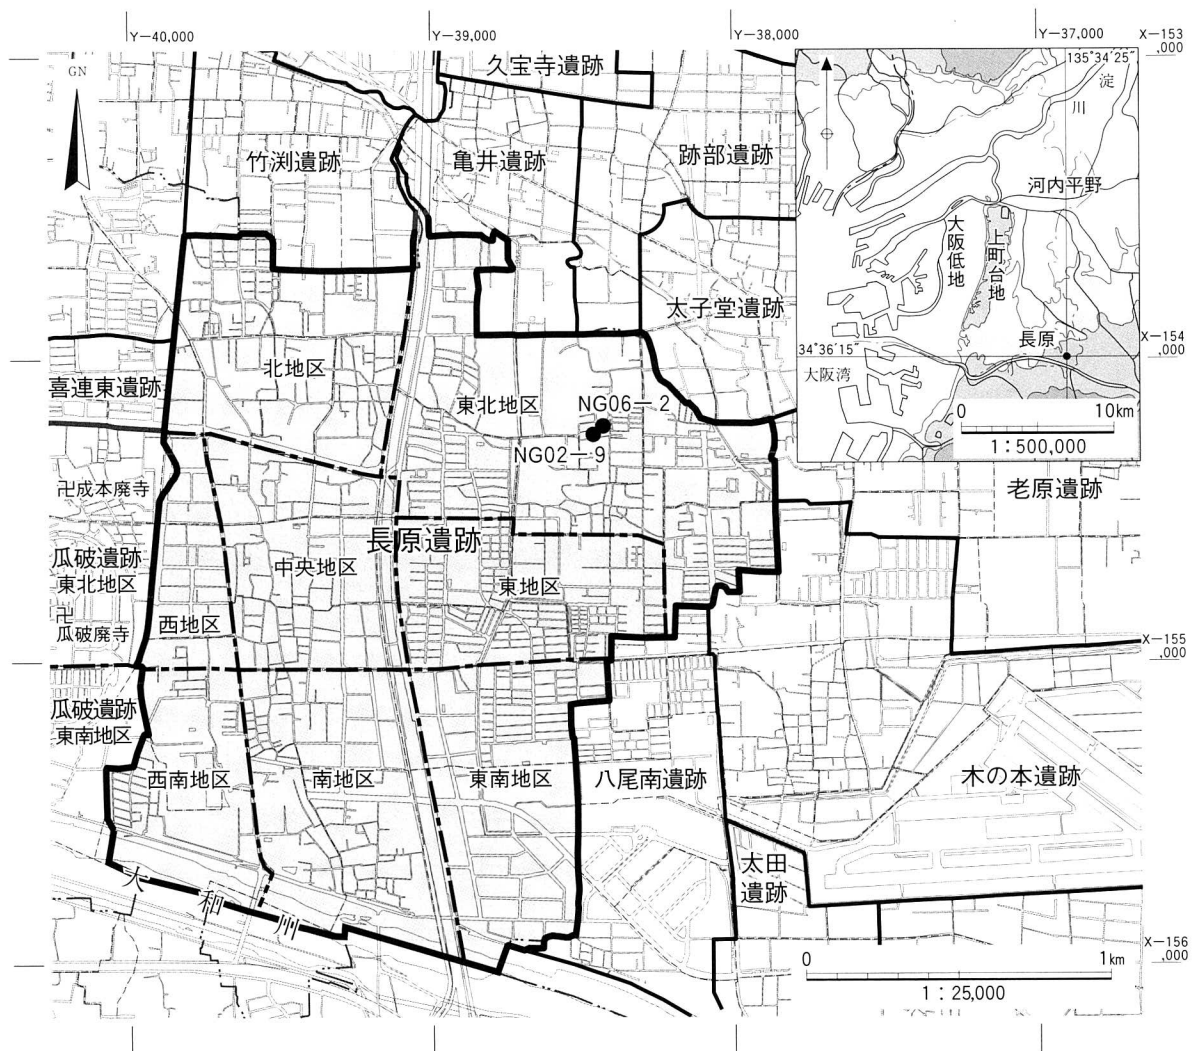 Y−40,000
Y−39,000
Y−38,000
Y−37,000
X−153
,000
GN
久宝寺遺跡
135°34′25″
淀
川
竹渕遺跡
亀井遺跡
跡部遺跡
河内平野
大阪低地
上町台地
太子堂遺跡
長原
34°36′15″
大阪湾
X−154
,000
0
10km
1：500,000
喜連東遺跡
北地区
東北地区
NG06−2
NG02−9
卍成本廃寺
老原遺跡
長原遺跡
瓜破遺跡
東北地区
中央地区
東地区
卍
瓜破廃寺
西地区
X−155
,000
瓜破遺跡
東南地区
西南地区
南地区
東南地区
八尾南遺跡
木の本遺跡
太田
遺跡
大
和
川
X−156
,000
0
1km
1：25,000